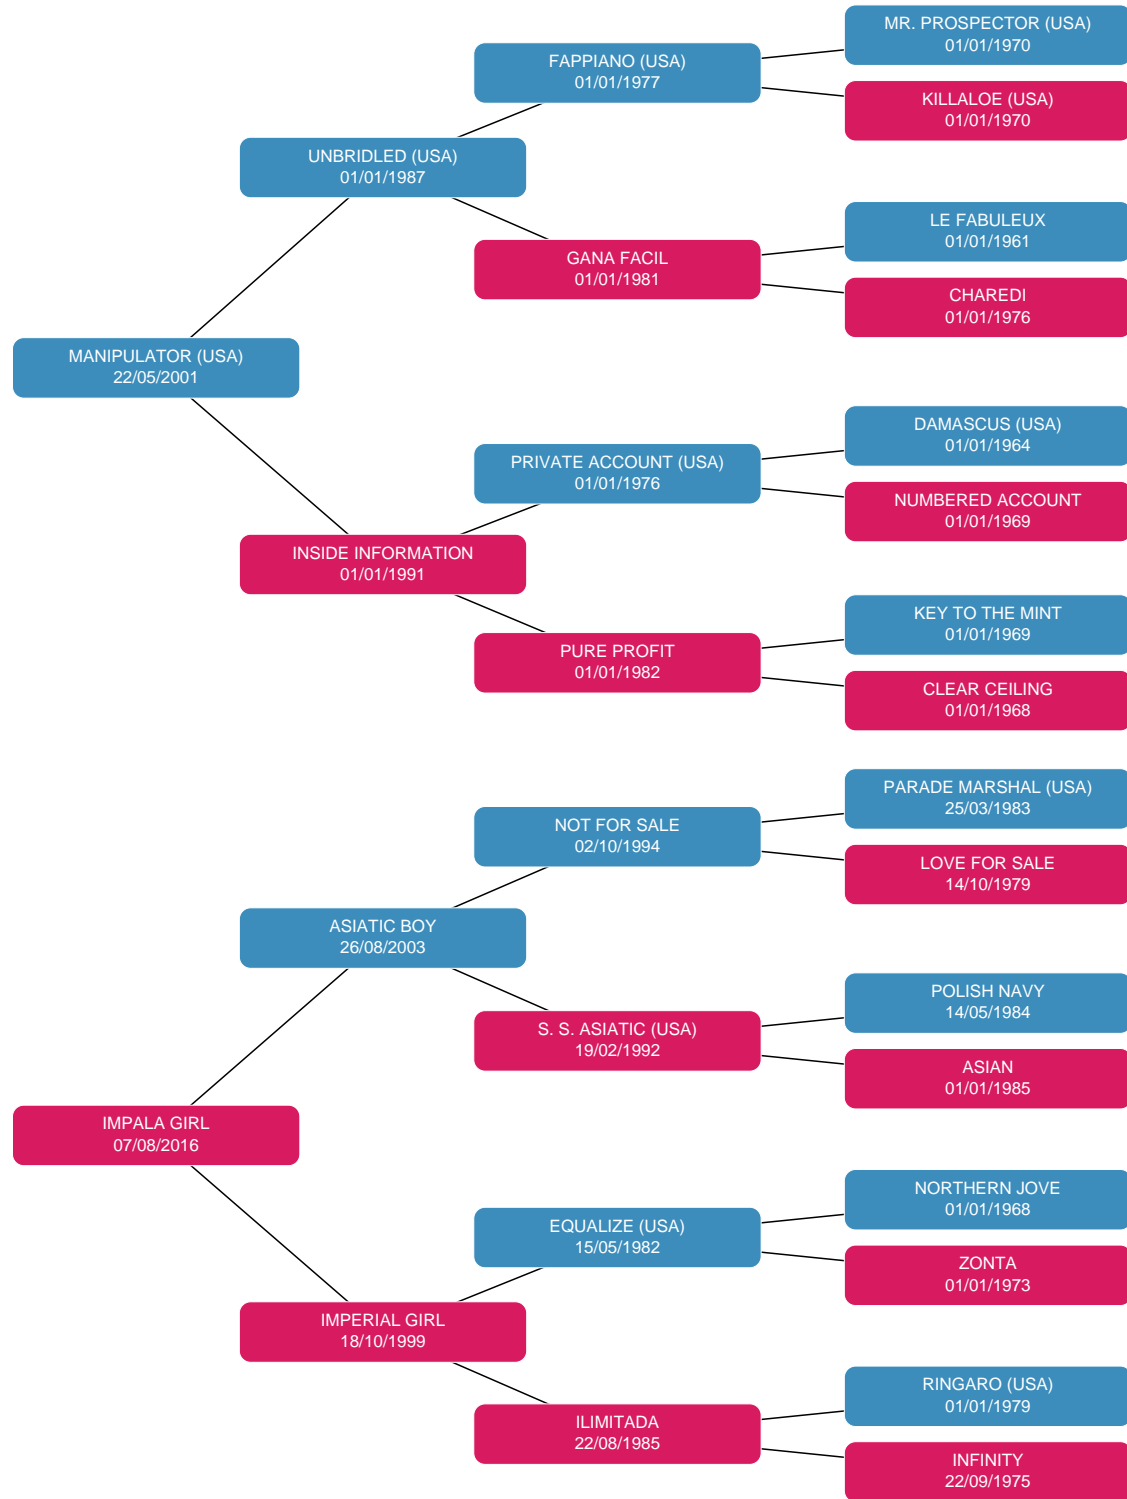 MR. PROSPECTOR (USA)
01/01/1970
FAPPIANO (USA)
01/01/1977
KILLALOE (USA)
01/01/1970
UNBRIDLED (USA)
01/01/1987
LE FABULEUX
01/01/1961
GANA FACIL
01/01/1981
CHAREDI
01/01/1976
MANIPULATOR (USA)
22/05/2001
DAMASCUS (USA)
01/01/1964
PRIVATE ACCOUNT (USA)
01/01/1976
NUMBERED ACCOUNT
01/01/1969
INSIDE INFORMATION
01/01/1991
KEY TO THE MINT
01/01/1969
PURE PROFIT
01/01/1982
CLEAR CEILING
01/01/1968
PARADE MARSHAL (USA)
25/03/1983
NOT FOR SALE
02/10/1994
LOVE FOR SALE
14/10/1979
ASIATIC BOY
26/08/2003
POLISH NAVY
14/05/1984
S. S. ASIATIC (USA)
19/02/1992
ASIAN
01/01/1985
IMPALA GIRL
07/08/2016
NORTHERN JOVE
01/01/1968
EQUALIZE (USA)
15/05/1982
ZONTA
01/01/1973
IMPERIAL GIRL
18/10/1999
RINGARO (USA)
01/01/1979
ILIMITADA
22/08/1985
INFINITY
22/09/1975